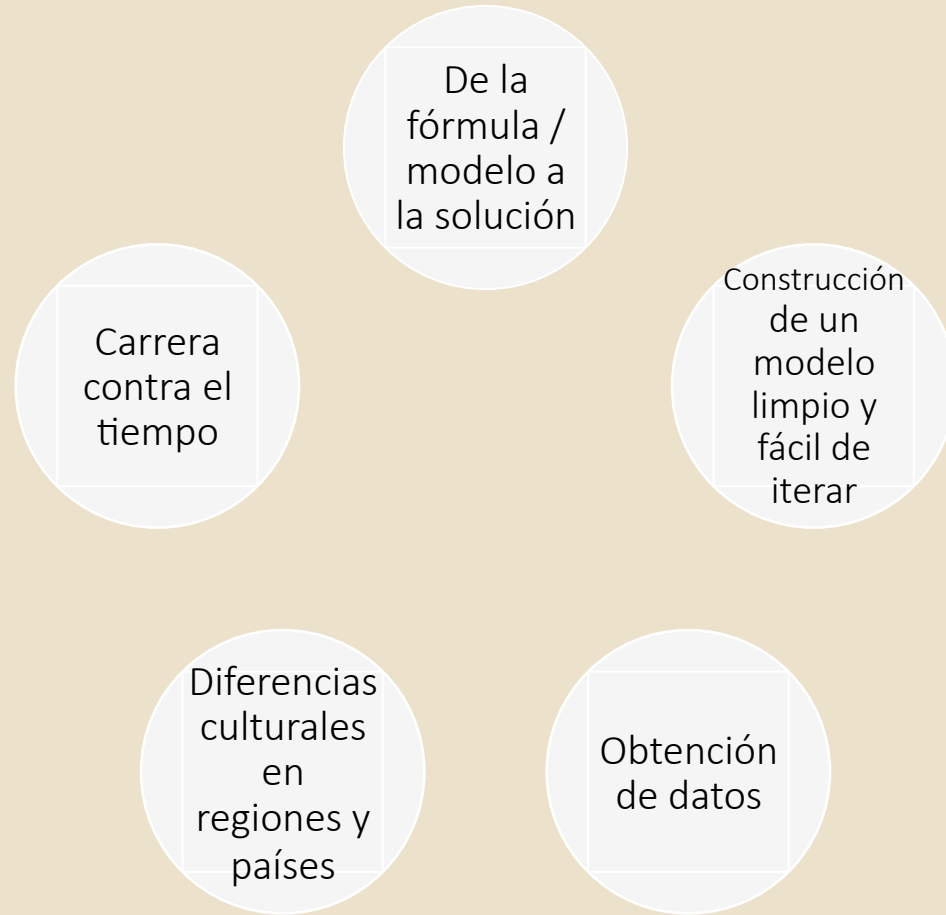 De la
fórmula /
modelo a
la solución
Construcción
de un
modelo
limpio y
fácil de
iterar
Obtención
de datos
Diferencias
culturales
en
regiones y
países
Carrera
contra el
tiempo